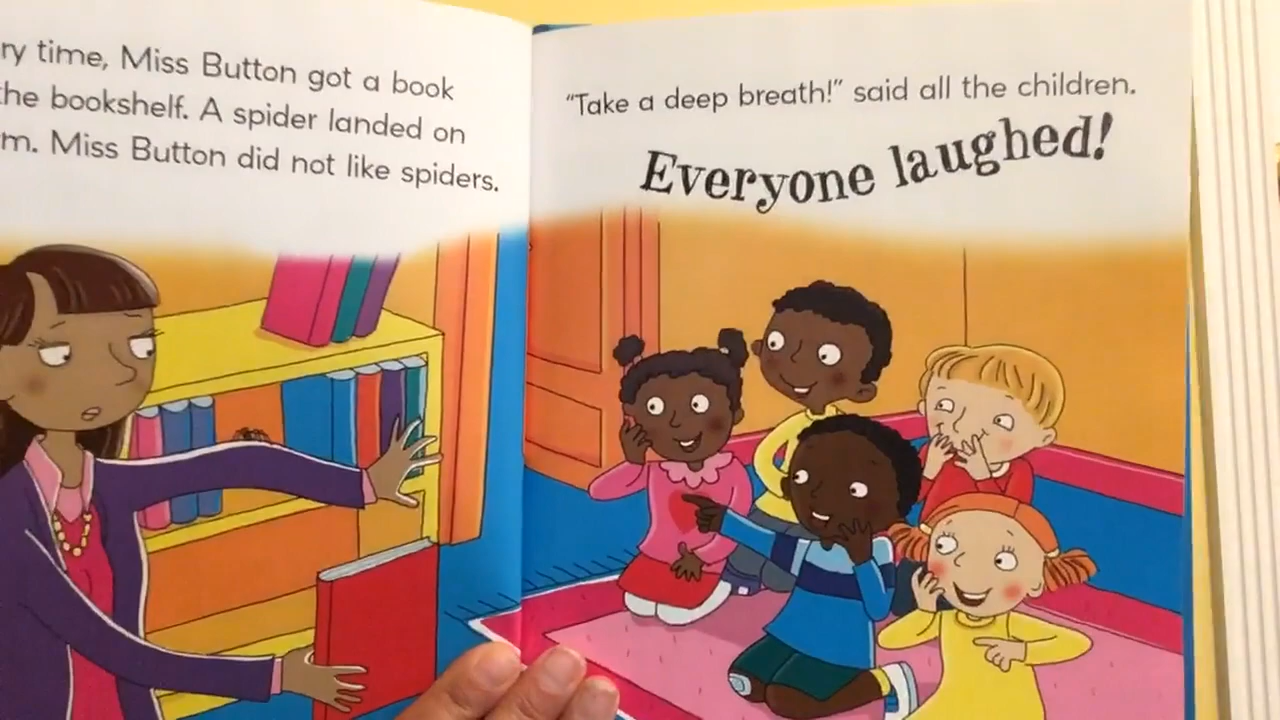 time, Miss Button got a book
the bookshelf. A spider landed on
Miss Button did not like spiders.
"Take a deep breath!" said all the children.
Everyone laughed!